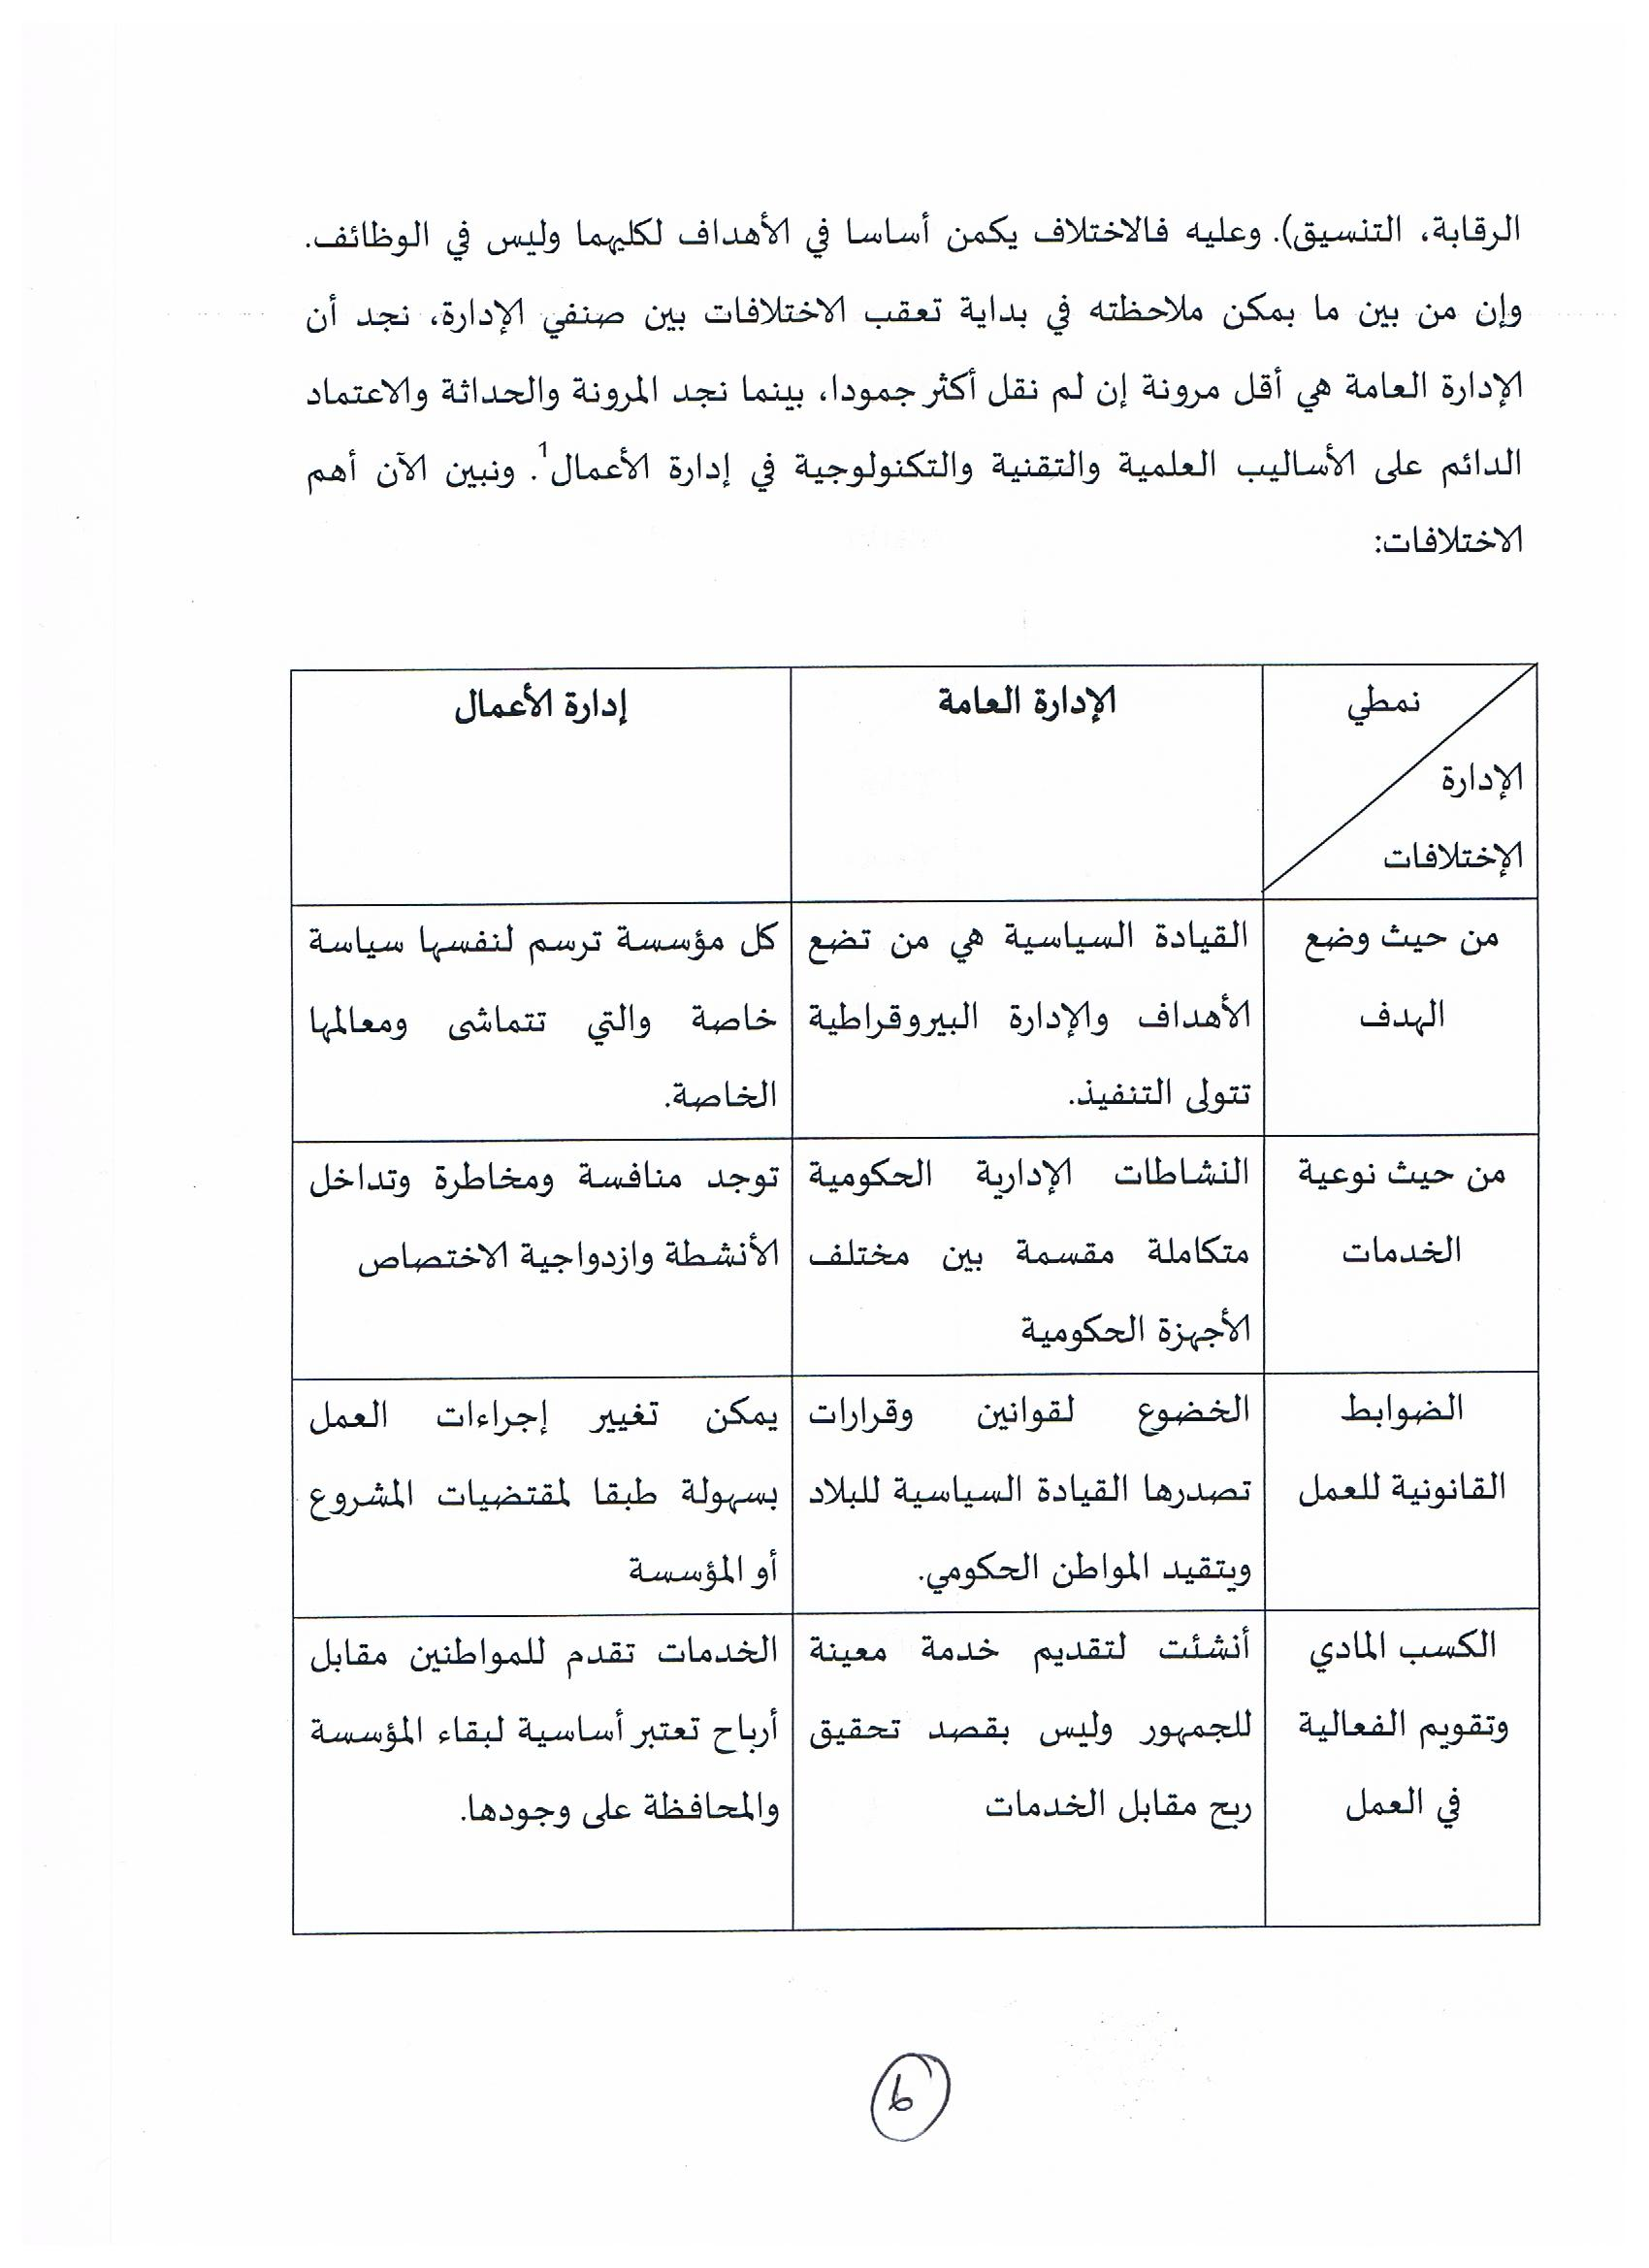 الرقابة، التنسيق). وعليه فالاختلاف يكمن أساسا في الأهداف لكليهما وليس في الوظائف.
وإن من بين ما بمكن ملاحظته في بداية تعقب الاختلافات بين صنفي الإدارة، نجد أن
الإدارة العامة هي أقل مرونة إن لم نقل أكثر جمودا، بينما نجد المرونة والحداثة والاعتماد
الدائم على الأساليب العلمية والتقنية والتكنولوجية في إدارة الأعمال1. ونبين الآن أهم
الاختلافات:
نمطي
الإدارة
الإختلافات
الإدارة العامة
إدارة الأعمال
من حيث وضع
الهدف
القيادة السياسية هي من تضع
الأهداف والإدارة البيروقراطية
تتولى التنفيذ.
كل مؤسسة ترسم لنفسها سياسة
خاصة والتي تتماشى ومعالمها
الخاصة.
من حيث نوعية
الخدمات
النشاطات الإدارية الحكومية
متكاملة مقسمة بين مختلف
الأجهزة الحكومية
توجد منافسة ومخاطرة وتداخل
الأنشطة وازدواجية الاختصاص
الضوابط
القانونية للعمل
الخضوع لقوانين وقرارات
تصدرها القيادة السياسية للبلاد
ويتقيد المواطن الحكومي.
يمكن تغيير إجراءات العمل
بسهولة طبقا لمقتضيات المشروع
أو المؤسسة
الكسب المادي
وتقويم الفعالية
في العمل
أنشئت لتقديم خدمة معينة
للجمهور وليس بقصد تحقيق
ربح مقابل الخدمات
الخدمات تقدم للمواطنين مقابل
أرباح تعتبر أساسية لبقاء المؤسسة
والمحافظة على وجودها.
6